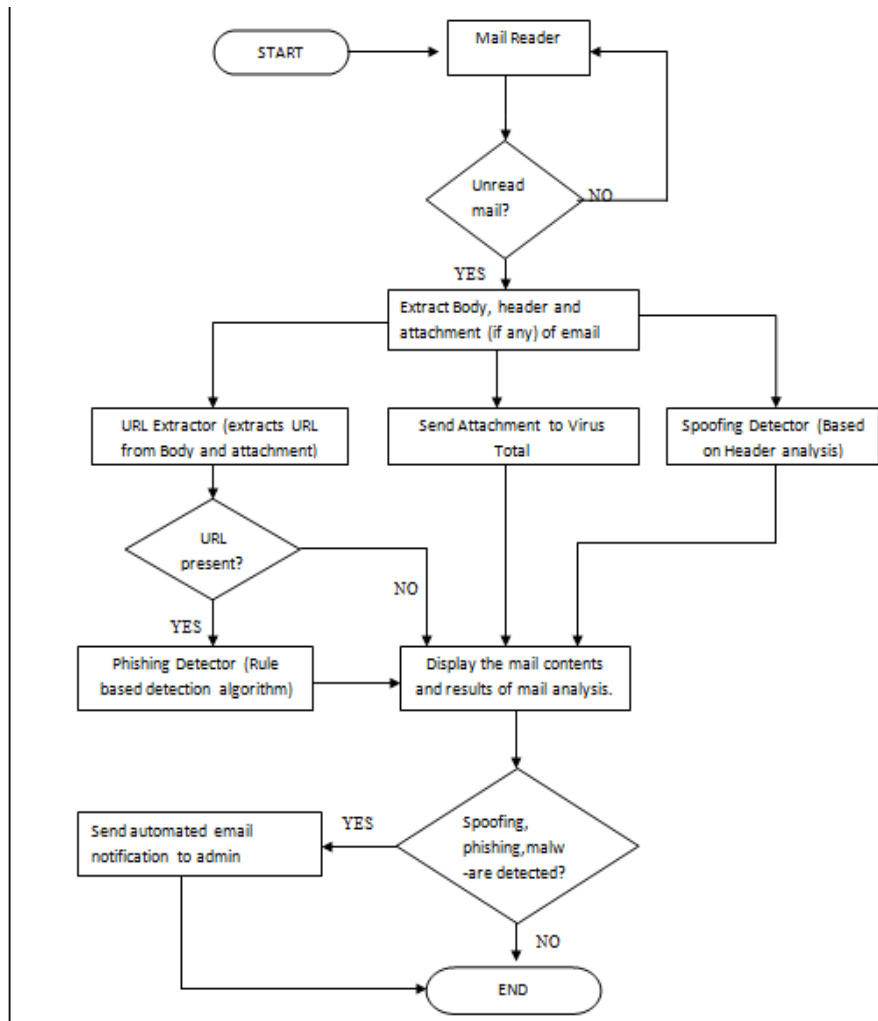 START
Mail Reader
Unread
mail?
NO
YES
Extract Body, header and
attachment (if any) of email
URL Extractor (extracts URL
from Body and attachment)
Send Attachment to Virus
Total
Spoofing Detector (Based
on Header analysis)
URL
present?
NO
YES
Phishing Detector (Rule
based detection algorithm)
Display the mail contents
and results of mail analysis.
Send automated email
notification to admin
YES
Spoofing,
phishing,malw
-are detected?
NO
END